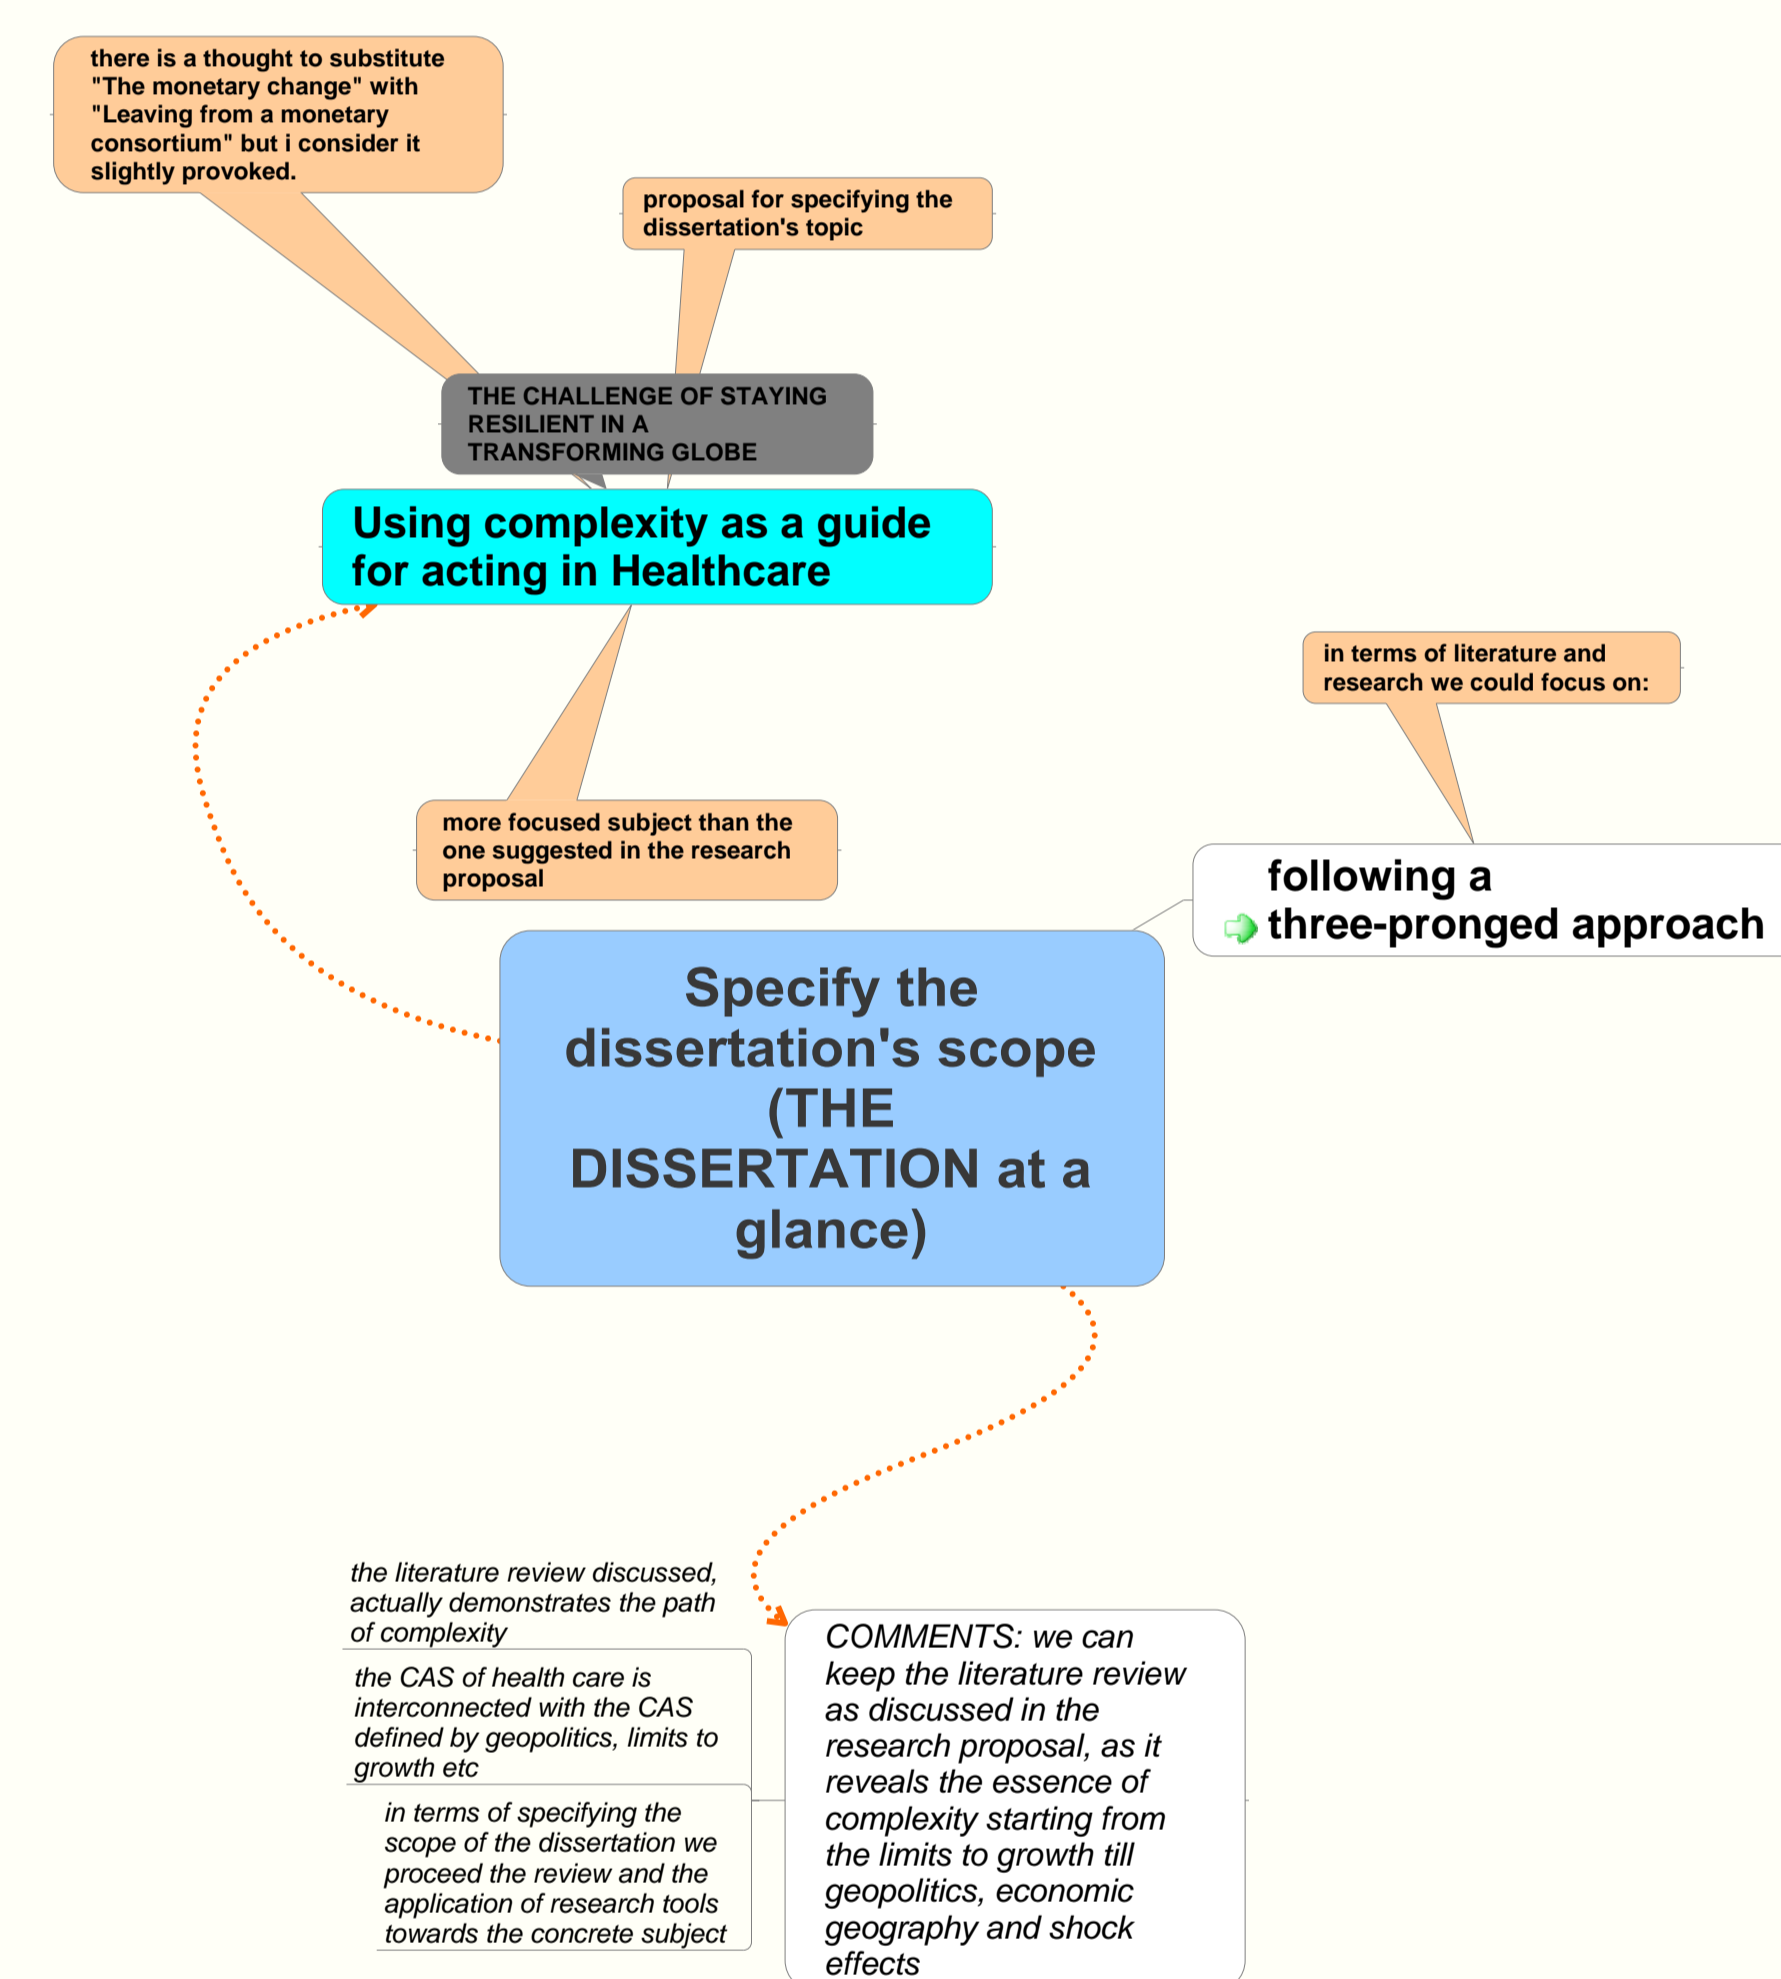 there is a thought to substitute
"The monetary change" with
"Leaving from a monetary
consortium" but i consider it
slightly provoked.
proposal for specifying the
dissertation's topic
THE CHALLENGE OF STAYING
RESILIENT IN A
TRANSFORMING GLOBE
Using complexity as a guide
for acting in Healthcare
in terms of literature and
research we could focus on:
more focused subject than the
one suggested in the research
proposal
following a
three-pronged approach
Specify the
dissertation's scope
(THE
DISSERTATION at a
glance)
the literature review discussed,
actually demonstrates the path
of complexity
the CAS of health care is
interconnected with the CAS
defined by geopolitics, limits to
growth etc
in terms of specifying the
scope of the dissertation we
proceed the review and the
application of research tools
towards the concrete subject
COMMENTS: we can
keep the literature review
as discussed in the
research proposal, as it
reveals the essence of
complexity starting from
the limits to growth till
geopolitics, economic
geography and shock
effects